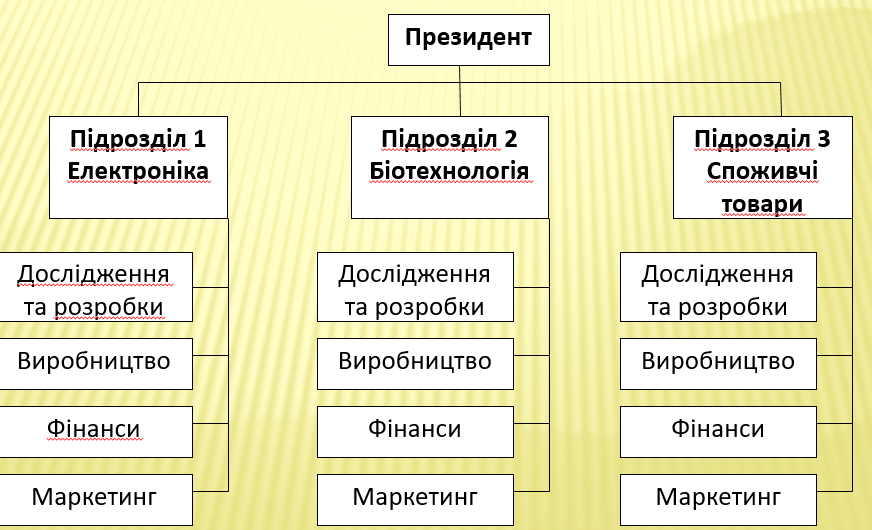 Президент
Підрозділ 1
Електроніка
Підрозділ 2
Біотехнологія
Підрозділ 3
Споживчі
товари
Дослідження
та розробки
Виробництво
Фінанси
Маркетинг
Дослідження
та розробки
Виробництво
Фінанси
Маркетинг
Дослідження
та розробки
Виробництво
Фінанси
Маркетинг